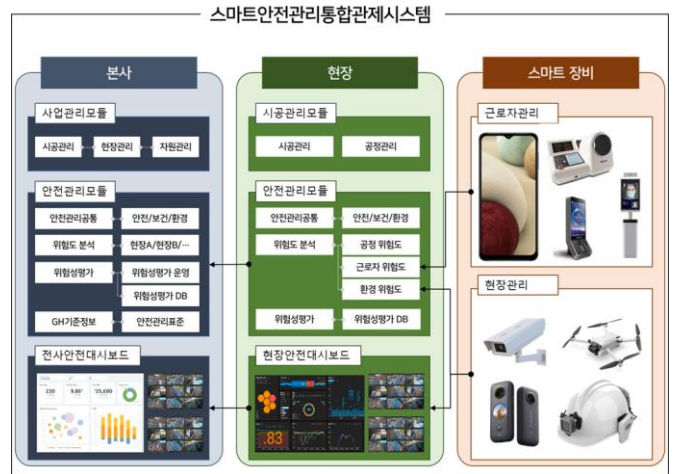 스마트안전관리통합관제시스템
본사
사업관리모듈
시공관리 현장관리 자원관리
안전관리모듈
안전관리공통 안전/보건/환경
위험도 분석 현장A/현장B/…
위험성평가 위험성평가 운영
위험성평가 DB
GH기준정보 안전관리표준
전사안전대시보드
현장
시공관리모듈
시공관리 공정관리
안전관리모듈
안전관리공통 안전/보건/환경
위험도 분석 공정 위험도
근로자 위험도
환경 위험도
위험성평가 위험성평가 DB
현장안전대시보드
.83
스마트 장비
근로자관리
현장관리